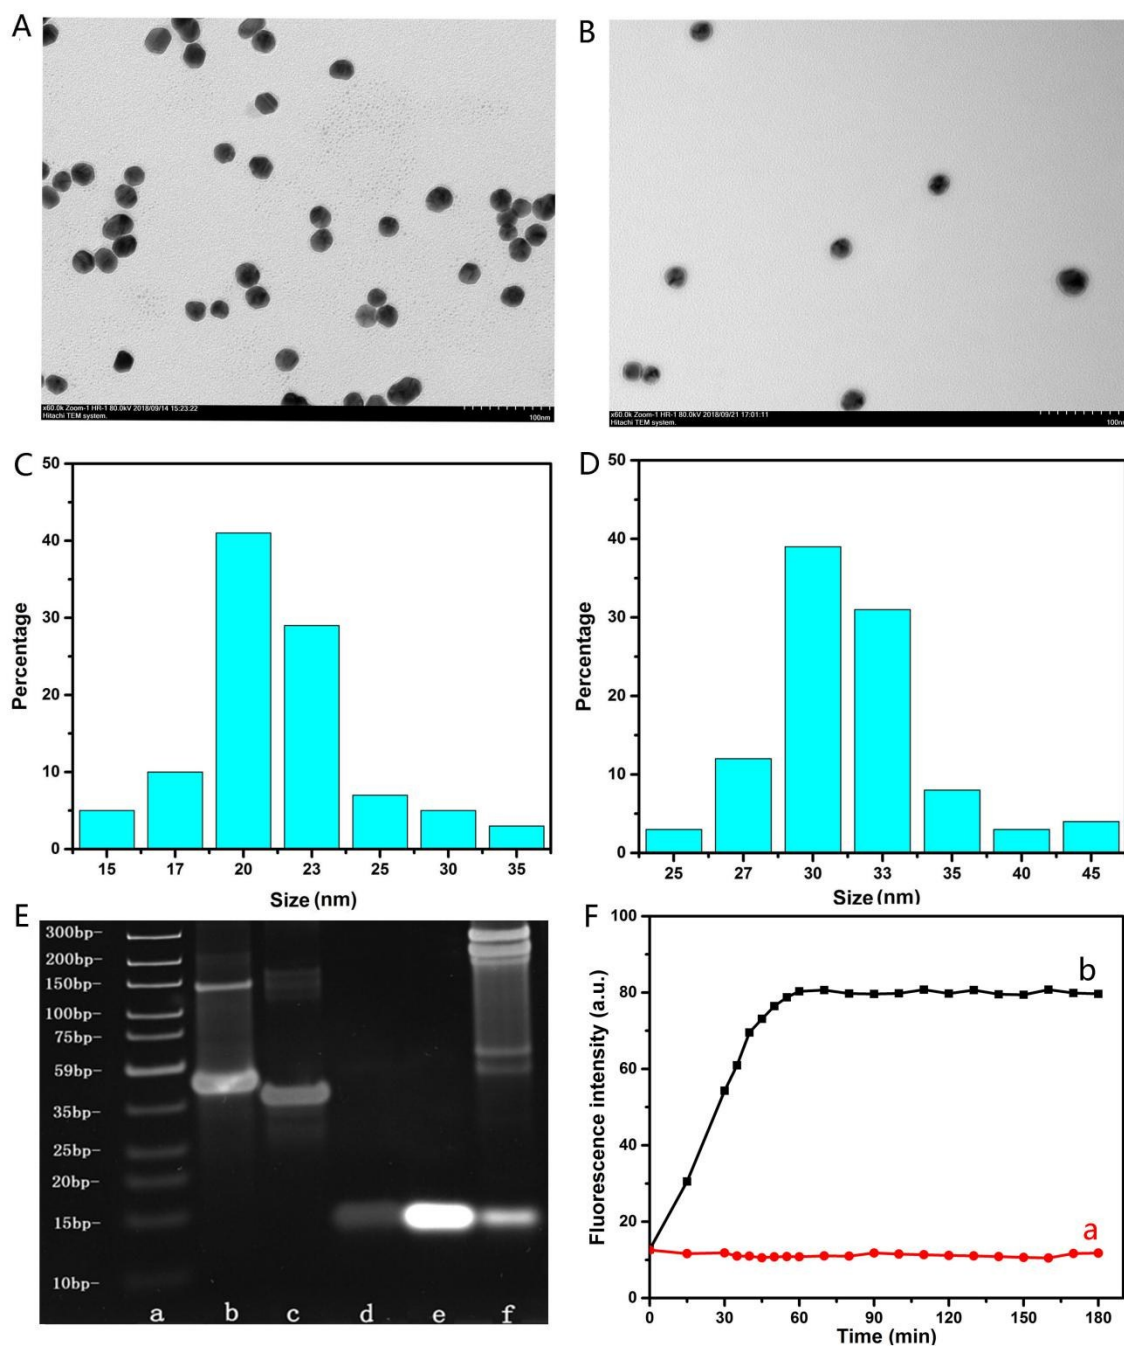 A
x60.0k Zoom-1 HR-1 80.0kV 2018/09/14 15:23:22
Hitachi TEM system.
100nm
B
x60.0k Zoom-1 HR-1 80.0kV 2018/09/21 17:01:11
Hitachi TEM system.
100n
C
Percentage
50
40
30
20
10
0
15 17 20 23 25 30 35
Size (nm)
D
Percentage
50
40
30
20
10
0
25 27 30 33 35 40 45
Size (nm)
E
300bp-
200bp-
150bp-
100bp-
75bp-
59bp-
35bp-
25bp-
20bp-
15bp-
10bp-
a b c d e f
F
Fluorescence intensity (a.u.)
100
80
60
40
20
0
b
a
0 30 60 90 120 150 180
Time (min)